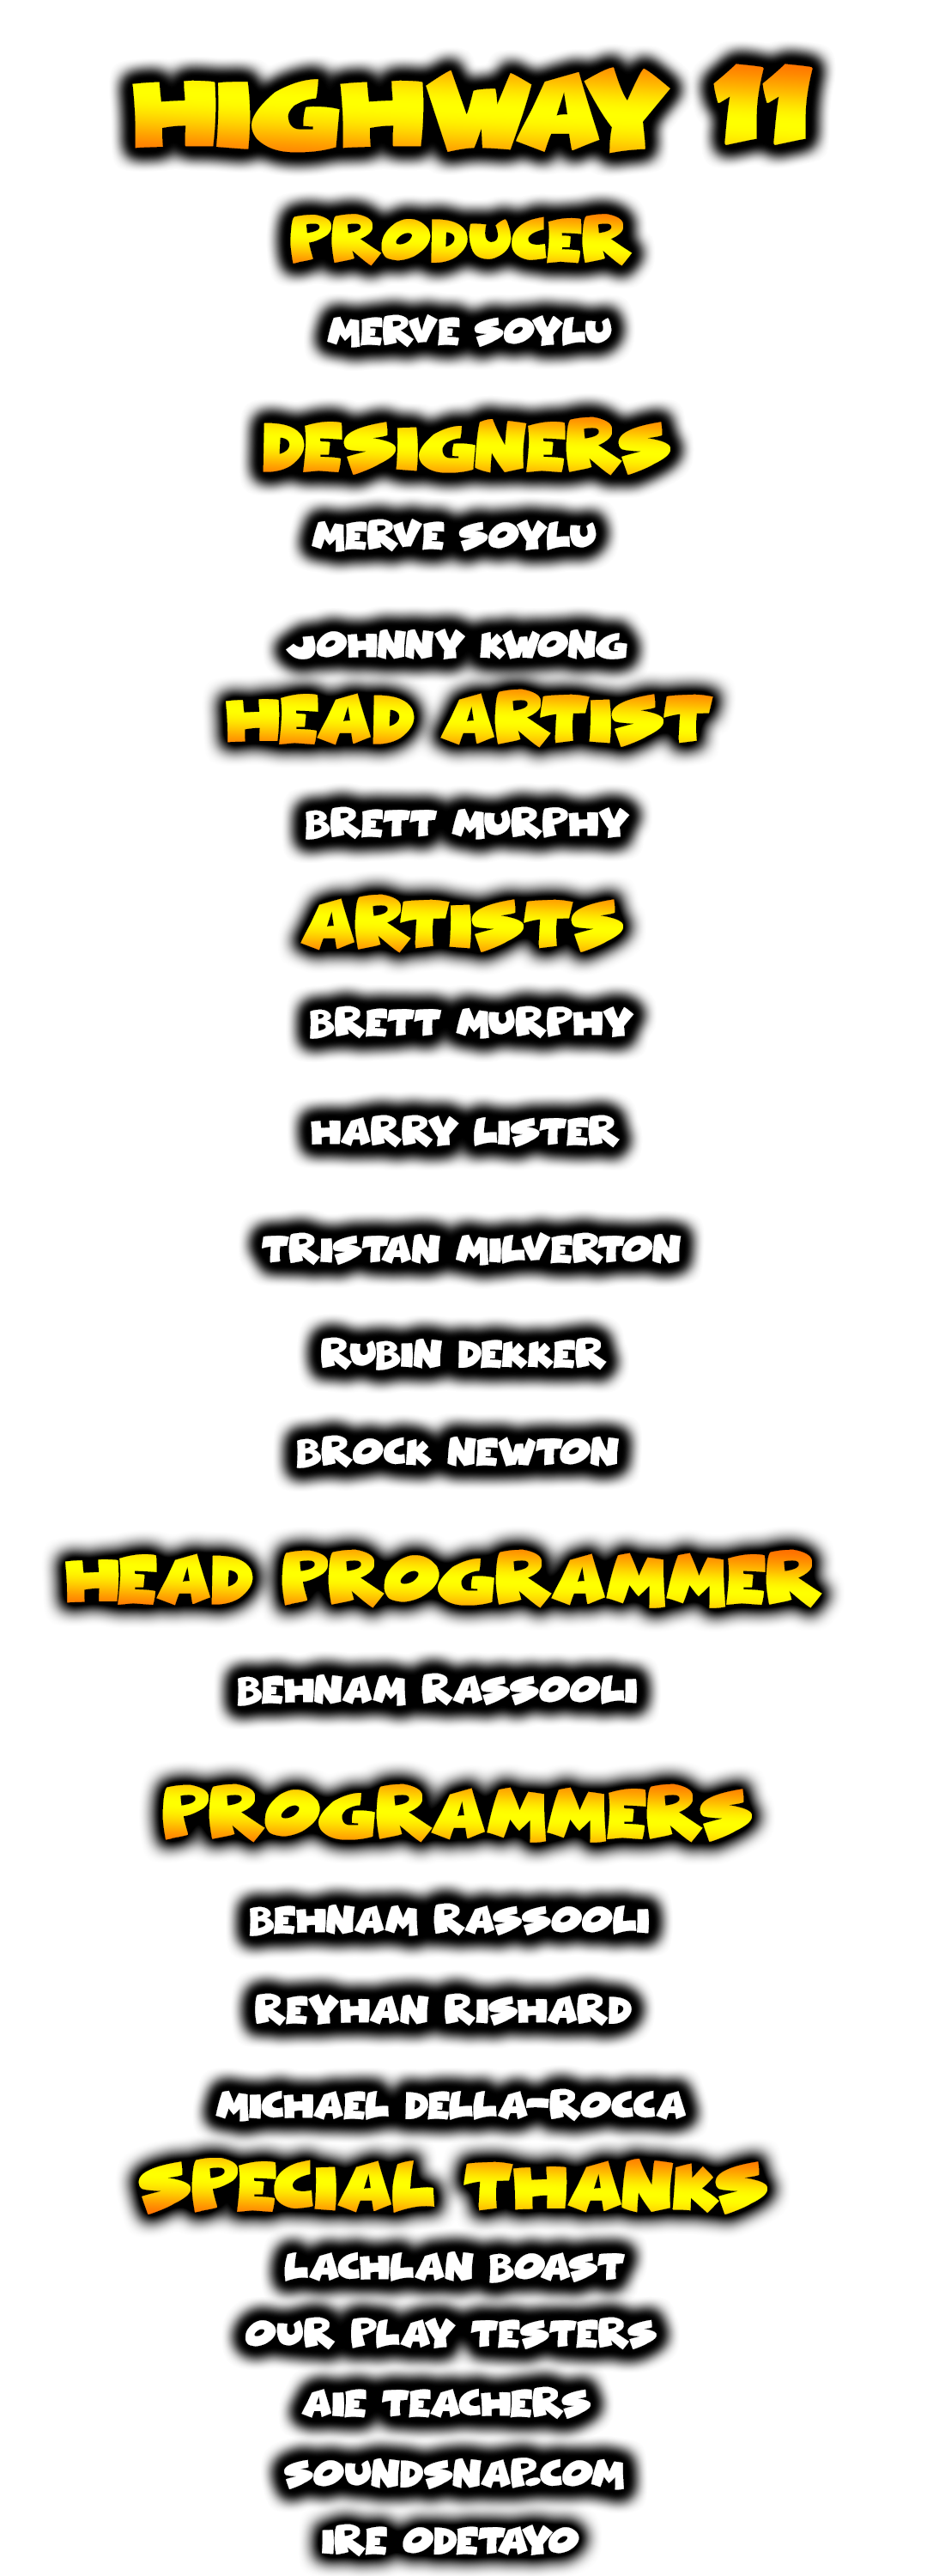 HIGHWAY 11
PRODUCER
MERVE SOYLU
DESIGNERS
MERVE SOYLU
JOHNNY KWONG
HEAD ARTIST
BRETT MURPHY
ARTISTS
BRETT MURPHY
HARRY LISTER
TRISTAN MILVERTON
RUBIN DEKKER
BROCK NEWTON
HEAD PROGRAMMER
BEHNAM RASSOOLI
PROGRAMMERS
BEHNAM RASSOOLI
REYHAN RISHARD
MICHAEL DELLA-ROCCA
SPECIAL THANKS
LACHLAN BOAST
OUR PLAY TESTERS
AIE TEACHERS
SOUNDSNAP.COM
IRE ODETAYO